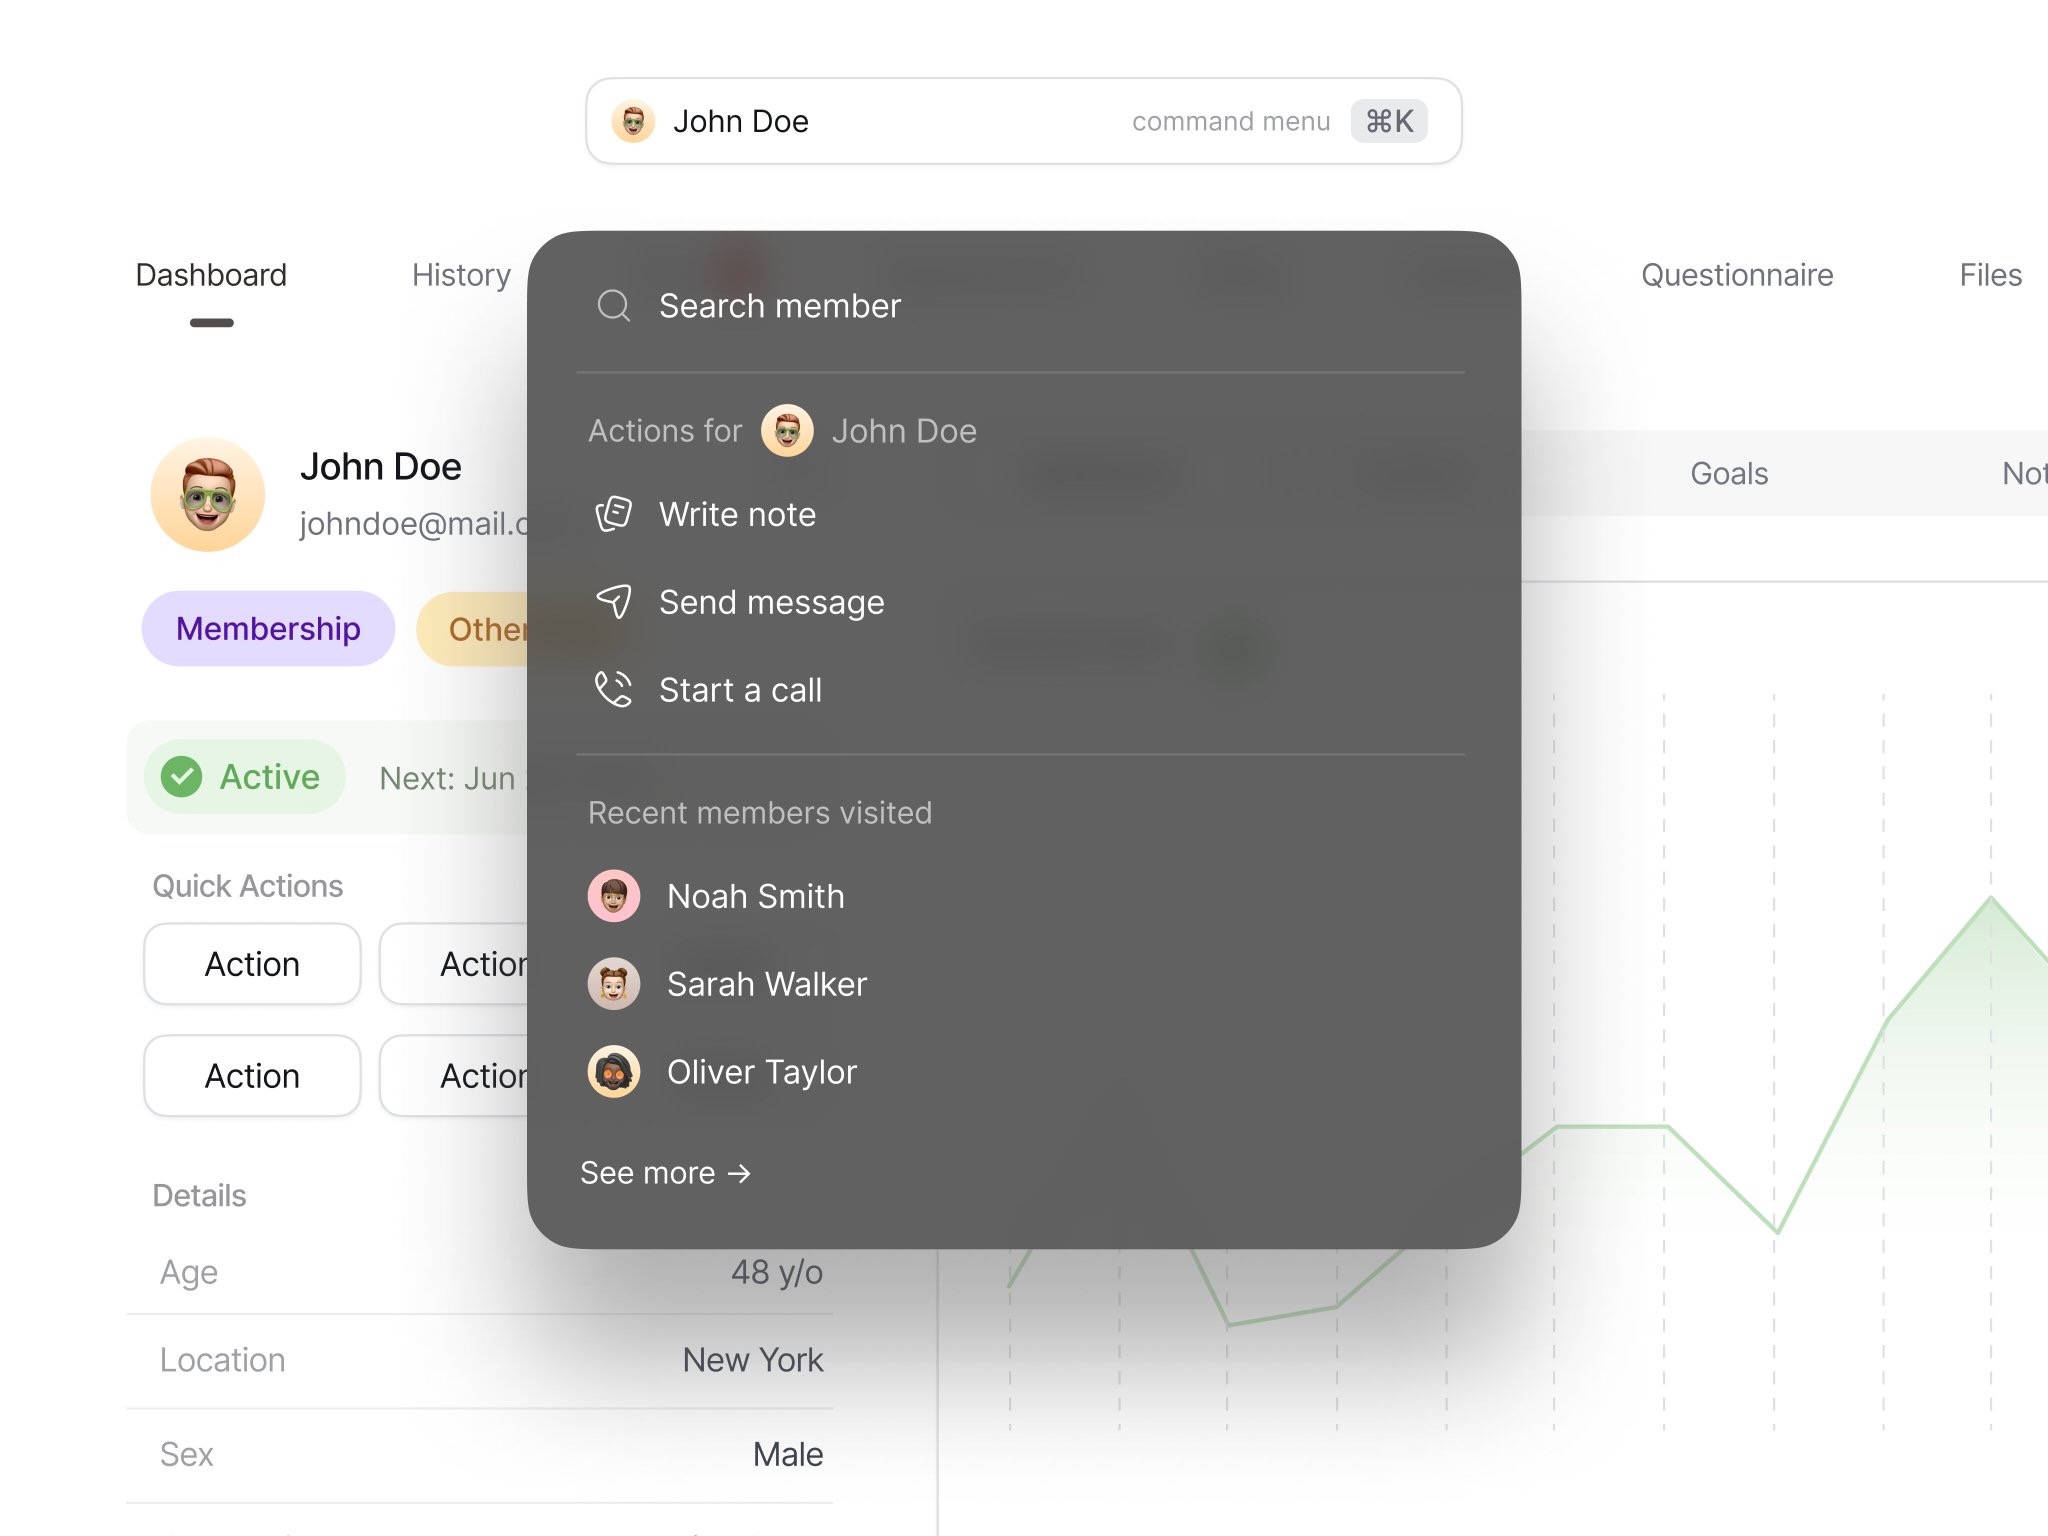 John Doe
command menu ⌘K
Dashboard
History
Questionnaire
Files
Search member
Actions for John Doe
Write note
Send message
Start a call
Recent members visited
Noah Smith
Sarah Walker
Oliver Taylor
See more →
John Doe
johndoe@mail.c
Membership
Other
Active
Next: Jun
Quick Actions
Action
Action
Action
Action
Details
Age 48 y/o
Location New York
Sex Male
Goals
Not